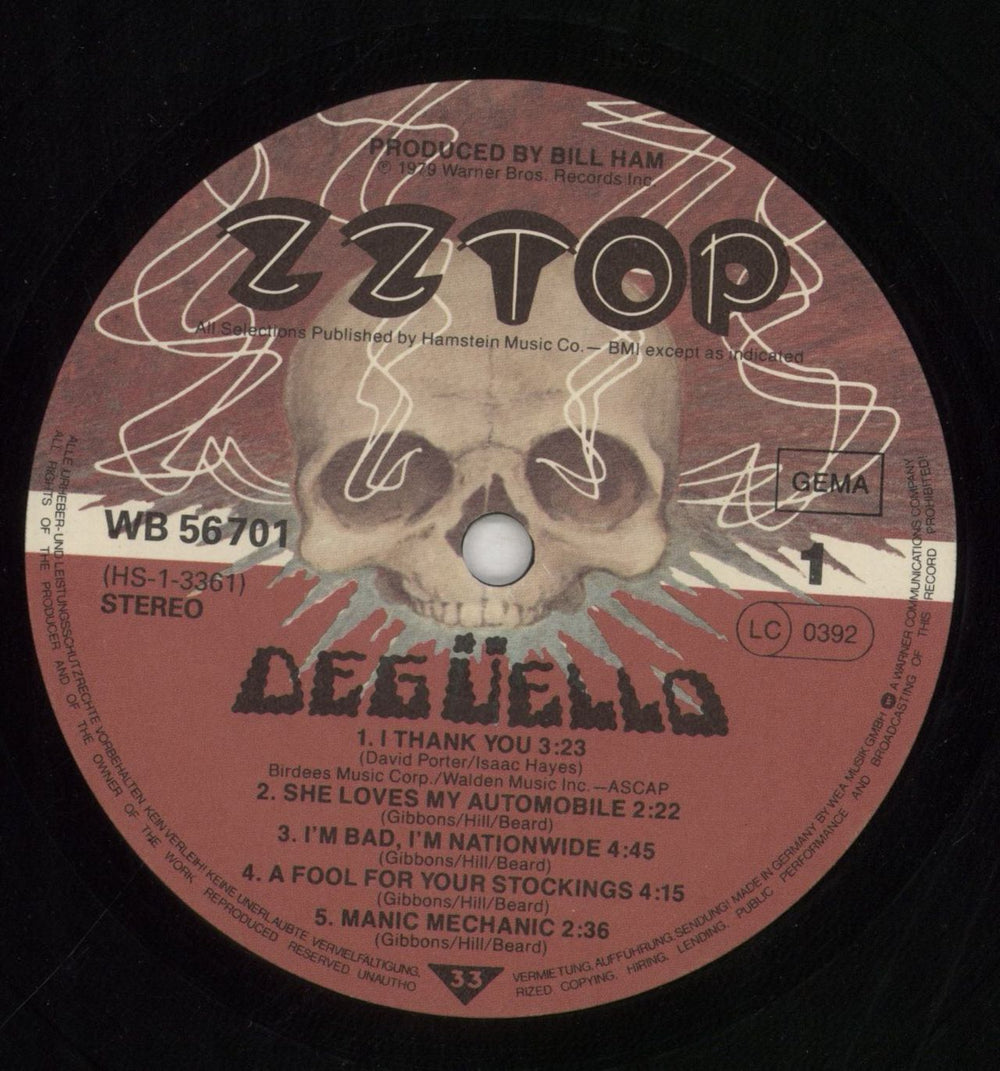 PRODUCED BY BILL HAM
℗ 1979 Warner Bros. Records Inc.
ZZTOP
All Selections Published by Hamstein Music Co.— BMI except as indicated
GEMA
WB 56701
1
(HS-1-3361)
STEREO
LC 0392
DEGÜELLO
1. I THANK YOU 3:23
(David Porter/Isaac Hayes)
Birdees Music Corp./Walden Music Inc.—ASCAP
2. SHE LOVES MY AUTOMOBILE 2:22
(Gibbons/Hill/Beard)
3. I'M BAD, I'M NATIONWIDE 4:45
(Gibbons/Hill/Beard)
4. A FOOL FOR YOUR STOCKINGS 4:15
(Gibbons/Hill/Beard)
5. MANIC MECHANIC 2:36
(Gibbons/Hill/Beard)
33
ALLE URHEBER- UND LEISTUNGSSCHUTZRECHTE VORBEHALTEN. KEIN VERLEIH! KEINE UNERLAUBTE VERVIELFÄLTIGUNG,
VERMIETUNG, AUFFÜHRUNG, SENDUNG! MADE IN GERMANY BY WEA MUSIK GMBH A WARNER COMMUNICATIONS COMPANY
ALL RIGHTS OF THE PRODUCER AND OF THE OWNER OF THE WORK REPRODUCED RESERVED UNAUTHO
RIZED. COPYING. HIRING. LENDING. PUBLIC PERFORMANCE AND BROADCASTING OF THIS RECORD PROHIBITED!